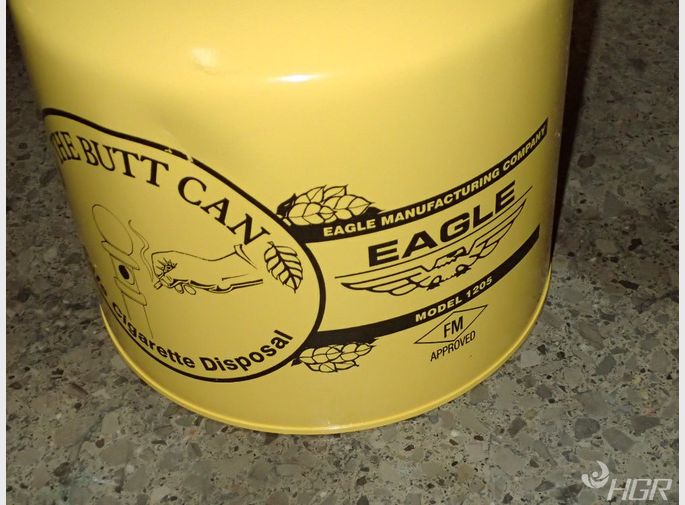 THE BUTT CAN
Cigarette Disposal
EAGLE MANUFACTURING COMPANY
EAGLE
MODEL 1205
FM
APPROVED
HGR